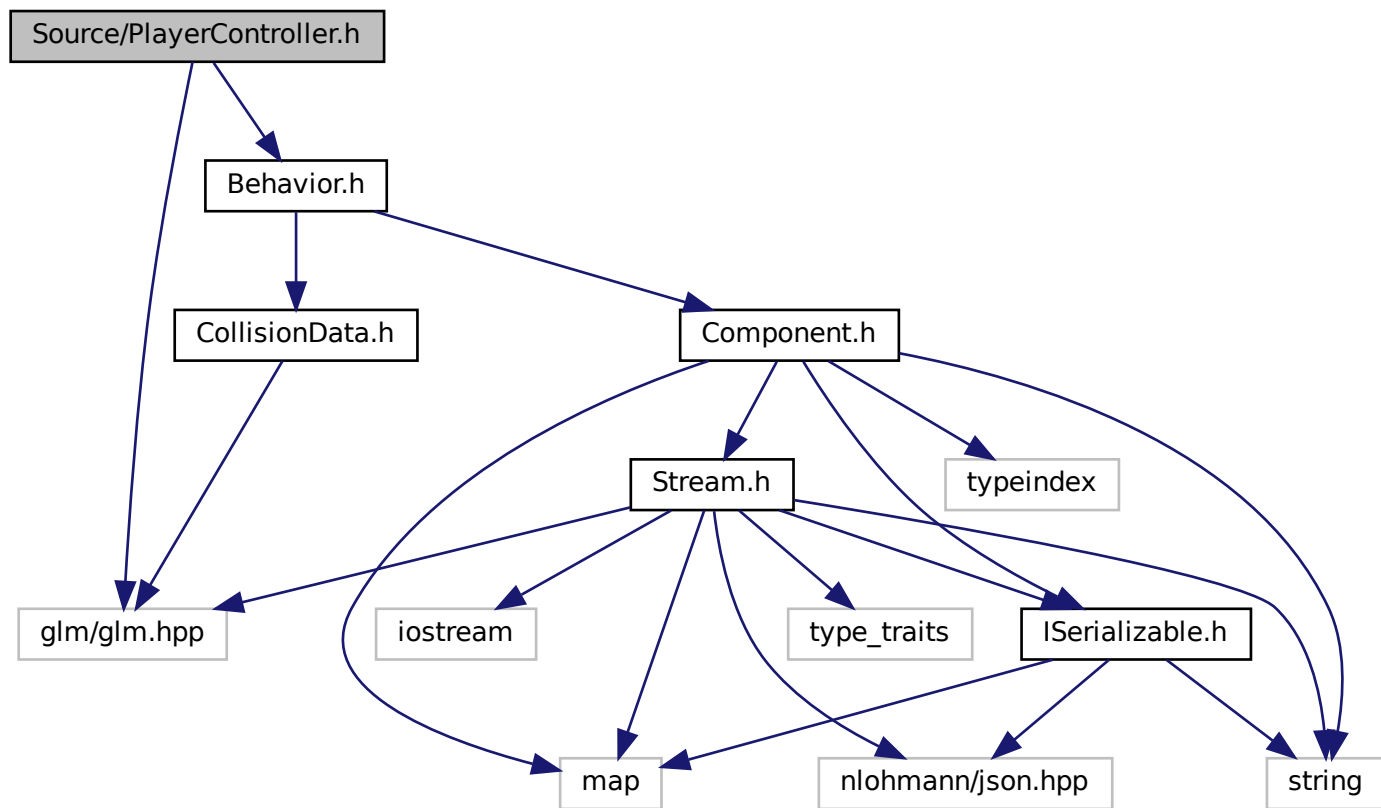 Source/PlayerController.h
Behavior.h
CollisionData.h
Component.h
Stream.h
typeindex
glm/glm.hpp
iostream
type_traits
ISerializable.h
map
nlohmann/json.hpp
string